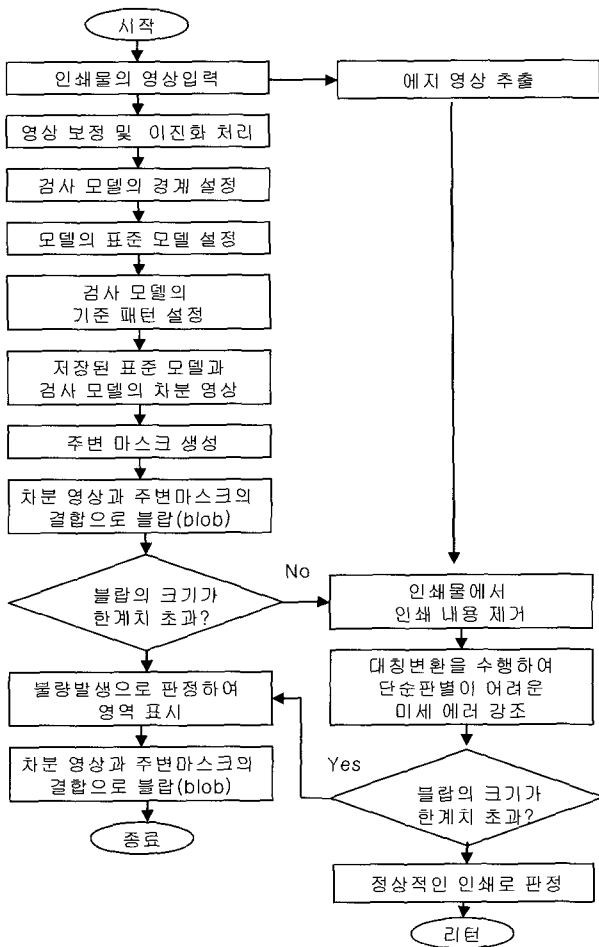 시작
인쇄물의 영상입력
에지 영상 추출
영상 보정 및 이진화 처리
검사 모델의 경계 설정
모델의 표준 모델 설정
검사 모델의
기준 패턴 설정
저장된 표준 모델과
검사 모델의 차분 영상
주변 마스크 생성
차분 영상과 주변마스크의
결합으로 블랍(blob)
블랍의 크기가
한계치 초과?
No
인쇄물에서
인쇄 내용 제거
대칭변환을 수행하여
단순판별이 어려운
미세 에러 강조
불량발생으로 판정하여
영역 표시
차분 영상과 주변마스크의
결합으로 블랍(blob)
종료
Yes
블랍의 크기가
한계치 초과?
정상적인 인쇄로 판정
리턴